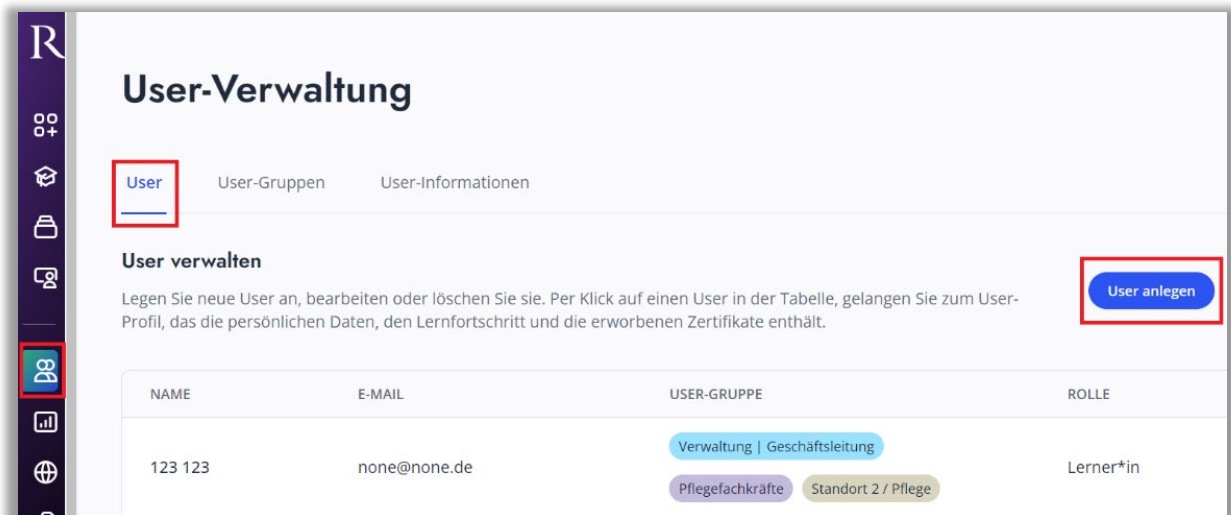 R
User-Verwaltung
User User-Gruppen User-Informationen
User verwalten
Legen Sie neue User an, bearbeiten oder löschen Sie sie. Per Klick auf einen User in der Tabelle, gelangen Sie zum User-
Profil, das die persönlichen Daten, den Lernfortschritt und die erworbenen Zertifikate enthält.
User anlegen
NAME E-MAIL USER-GRUPPE ROLLE
123 123 none@none.de Verwaltung | Geschäftsleitung Lerner*in
Pflegefachkräfte Standort 2 / Pflege